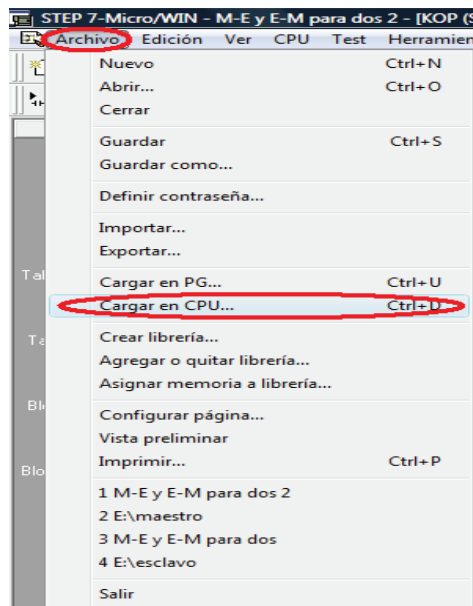 STEP 7-Micro/WIN - M-E y E-M para dos 2 - [KOP (S
Archivo Edición Ver CPU Test Herramien
Nuevo Ctrl+N
Abrir... Ctrl+O
Cerrar
Guardar Ctrl+S
Guardar como...
Definir contraseña...
Importar...
Exportar...
Cargar en PG... Ctrl+U
Cargar en CPU... Ctrl+D
Crear librería...
Agregar o quitar librería...
Asignar memoria a librería...
Configurar página...
Vista preliminar
Imprimir... Ctrl+P
1 M-E y E-M para dos 2
2 E:\maestro
3 M-E y E-M para dos
4 E:\esclavo
Salir